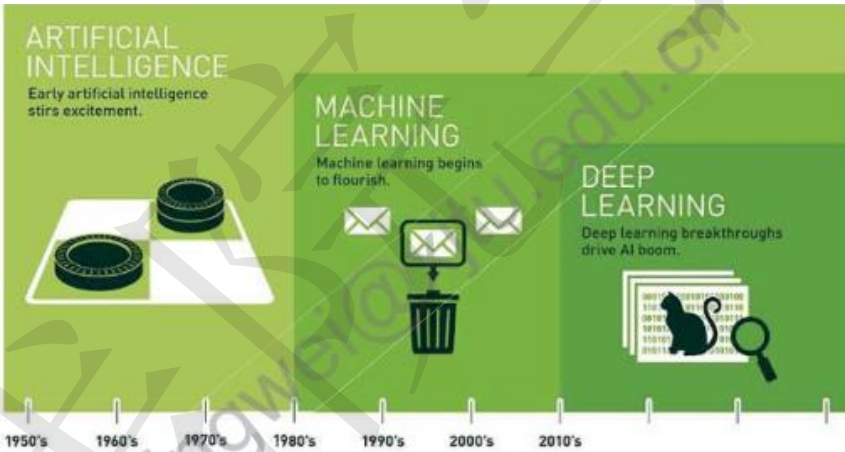 ARTIFICIAL
INTELLIGENCE
Early artificial intelligence
stirs excitement.
MACHINE
LEARNING
Machine learning begins
to flourish.
DEEP
LEARNING
Deep learning breakthroughs
drive AI boom.
1950's 1960's 1970's 1980's 1990's 2000's 2010's